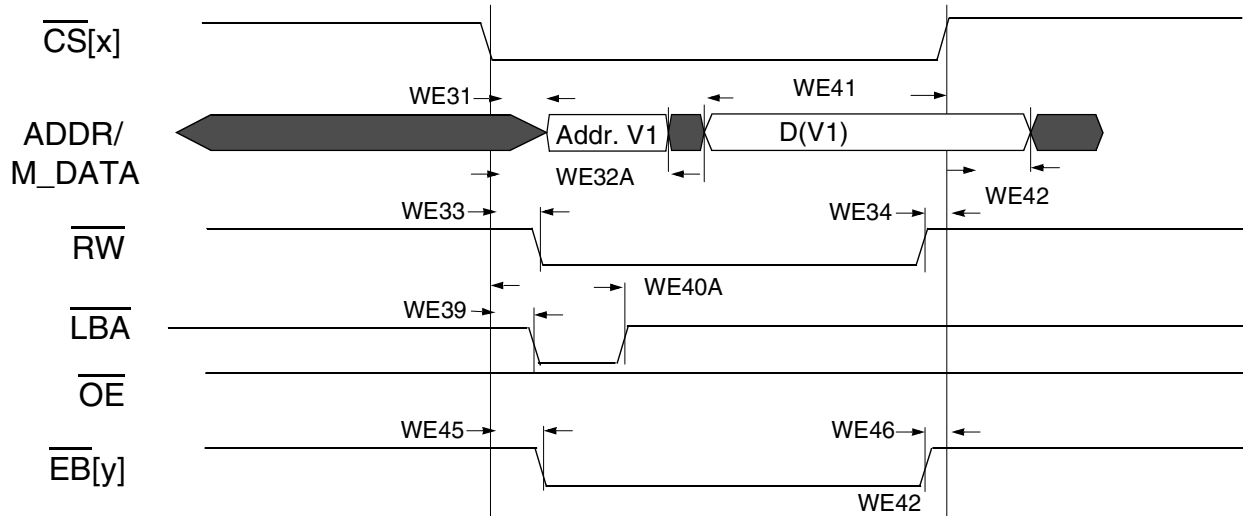 CS[x]
WE31
WE41
ADDR/
M_DATA
Addr. V1
D(V1)
WE32A
WE42
WE33
WE34
RW
WE40A
WE39
LBA
OE
WE45
WE46
EB[y]
WE42